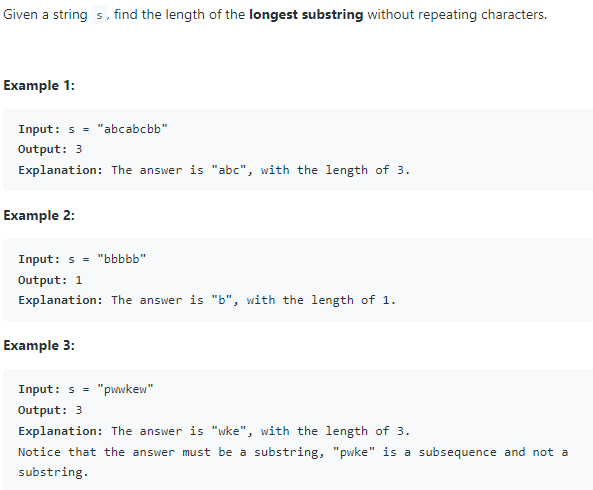 Given a string s, find the length of the longest substring without repeating characters.
Example 1:
Input: s = "abcabcbb"
Output: 3
Explanation: The answer is "abc", with the length of 3.
Example 2:
Input: s = "bbbbb"
Output: 1
Explanation: The answer is "b", with the length of 1.
Example 3:
Input: s = "pwwkew"
Output: 3
Explanation: The answer is "wke", with the length of 3.
Notice that the answer must be a substring, "pwke" is a subsequence and not a
substring.